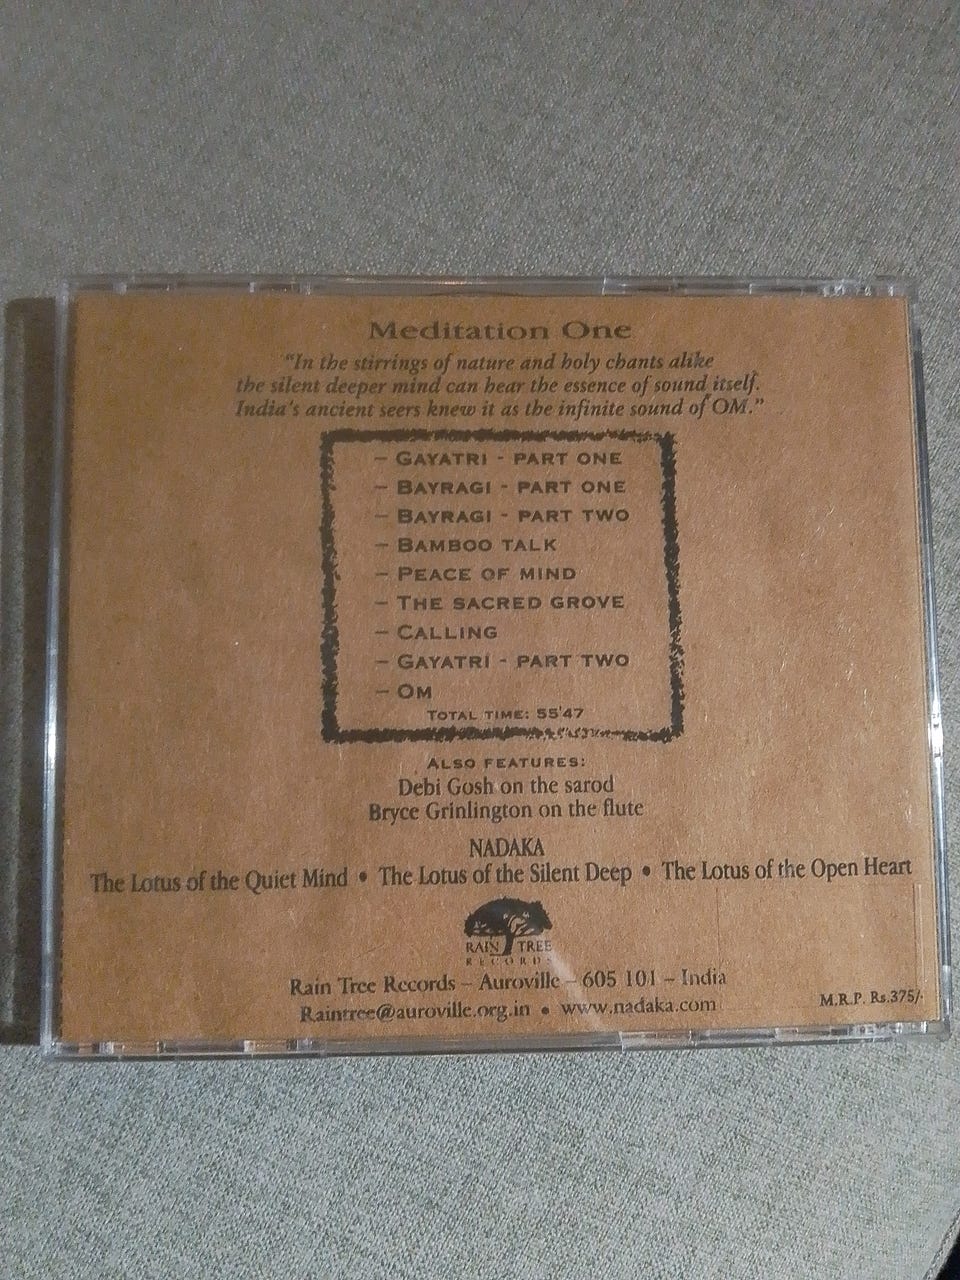 Meditation One
“In the stirrings of nature and holy chants alike
the silent deeper mind can hear the essence of sound itself.
India's ancient seers knew it as the infinite sound of OM.”
– GAYATRI - PART ONE
– BAYRAGI - PART ONE
– BAYRAGI - PART TWO
– BAMBOO TALK
– PEACE OF MIND
– THE SACRED GROVE
– CALLING
– GAYATRI - PART TWO
– OM
TOTAL TIME: 55'47
ALSO FEATURES:
Debi Gosh on the sarod
Bryce Grinlington on the flute
NADAKA
The Lotus of the Quiet Mind • The Lotus of the Silent Deep • The Lotus of the Open Heart
RAIN TREE
RECORDS
Rain Tree Records – Auroville – 605 101 – India
Raintree@auroville.org.in • www.nadaka.com
M.R.P. Rs.375/-